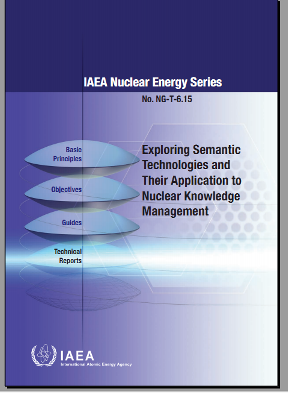 IAEA Nuclear Energy Series
No. NG-T-6.15
Basic
Principles
Exploring Semantic
Technologies and
Their Application to
Nuclear Knowledge
Management
Objectives
Guides
Technical
Reports
IAEA
International Atomic Energy Agency